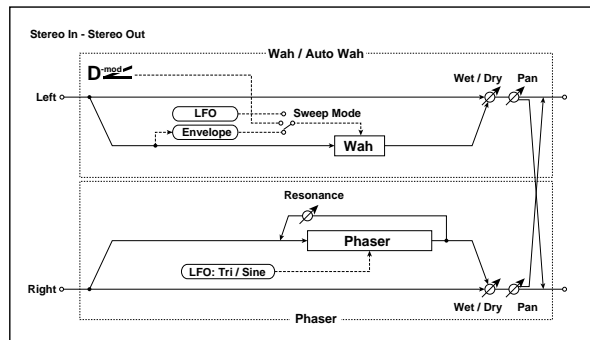 Stereo In - Stereo Out
Wah / Auto Wah
D-mod
Wet / Dry Pan
Left
LFO
Sweep Mode
Envelope
Wah
Resonance
Phaser
LFO: Tri / Sine
Right
Wet / Dry Pan
Phaser